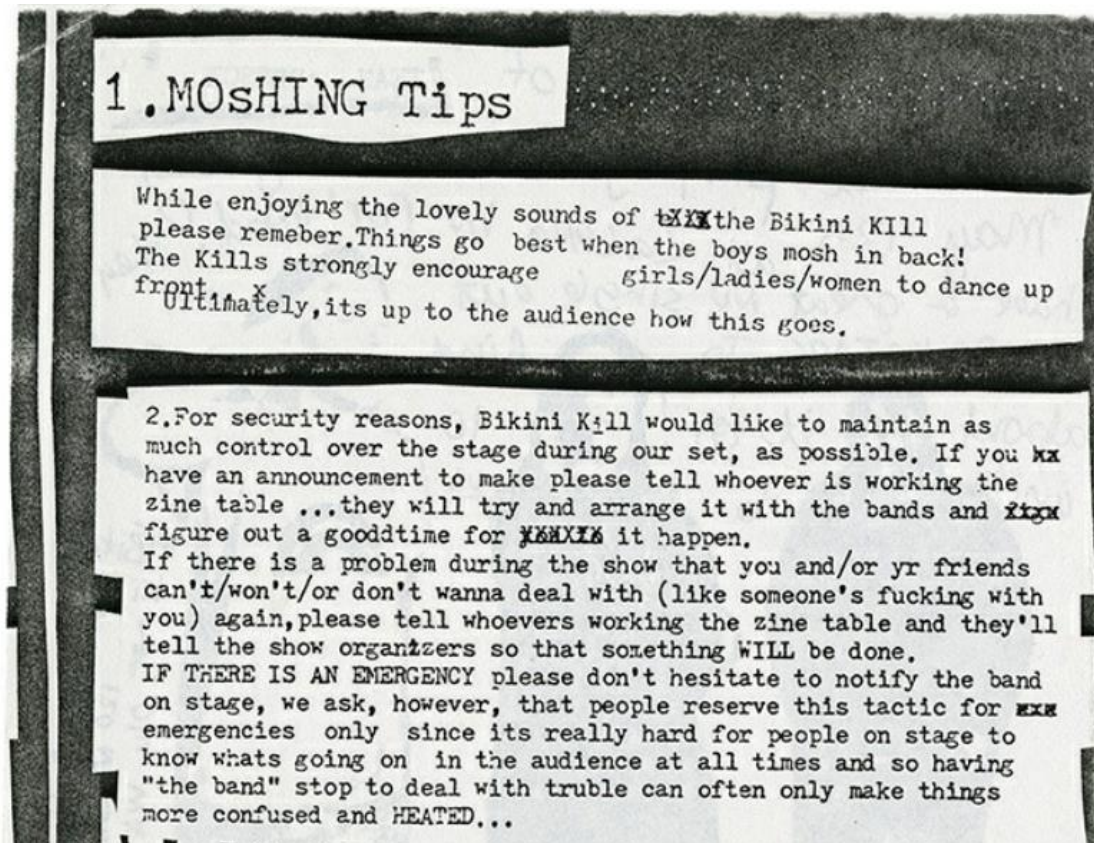 1.MOsHING Tips
While enjoying the lovely sounds of the Bikini KIll
please remeber.Things go best when the boys mosh in back!
The Kills strongly encourage girls/ladies/women to dance up
front . x
Ultimately,its up to the audience how this goes.
2.For security reasons, Bikini Kill would like to maintain as
much control over the stage during our set, as possible. If you xx
have an announcement to make please tell whoever is working the
zine table ...they will try and arrange it with the bands and
figure out a gooddtime for it happen.
If there is a problem during the show that you and/or yr friends
can't/won't/or don't wanna deal with (like someone's fucking with
you) again,please tell whoevers working the zine table and they'll
tell the show organizers so that something WILL be done.
IF THERE IS AN EMERGENCY please don't hesitate to notify the band
on stage, we ask, however, that people reserve this tactic for xxx
emergencies only since its really hard for people on stage to
know whats going on in the audience at all times and so having
"the band" stop to deal with truble can often only make things
more confused and HEATED...